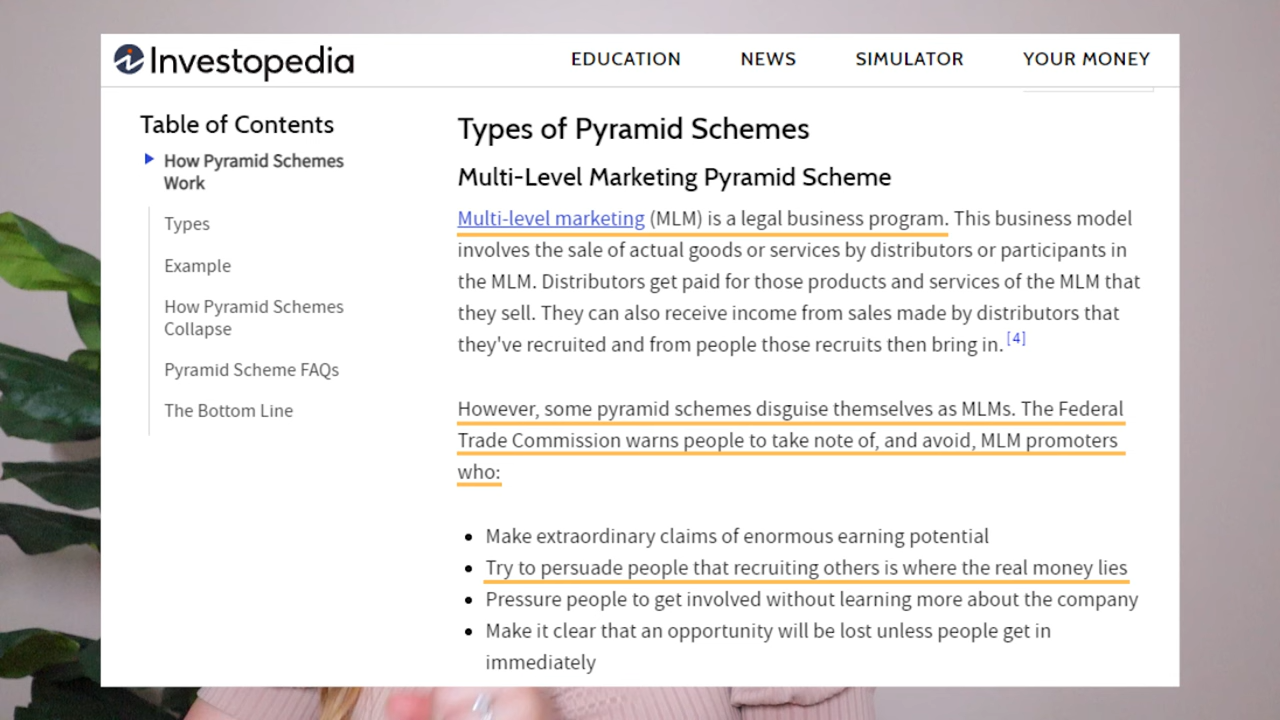 Investopedia
EDUCATION NEWS SIMULATOR YOUR MONEY
Table of Contents
How Pyramid Schemes
Work
Types
Example
How Pyramid Schemes
Collapse
Pyramid Scheme FAQs
The Bottom Line
Types of Pyramid Schemes
Multi-Level Marketing Pyramid Scheme
Multi-level marketing (MLM) is a legal business program. This business model
involves the sale of actual goods or services by distributors or participants in
the MLM. Distributors get paid for those products and services of the MLM that
they sell. They can also receive income from sales made by distributors that
they've recruited and from people those recruits then bring in. [4]
However, some pyramid schemes disguise themselves as MLMs. The Federal
Trade Commission warns people to take note of, and avoid, MLM promoters
who:
• Make extraordinary claims of enormous earning potential
• Try to persuade people that recruiting others is where the real money lies
• Pressure people to get involved without learning more about the company
• Make it clear that an opportunity will be lost unless people get in
immediately